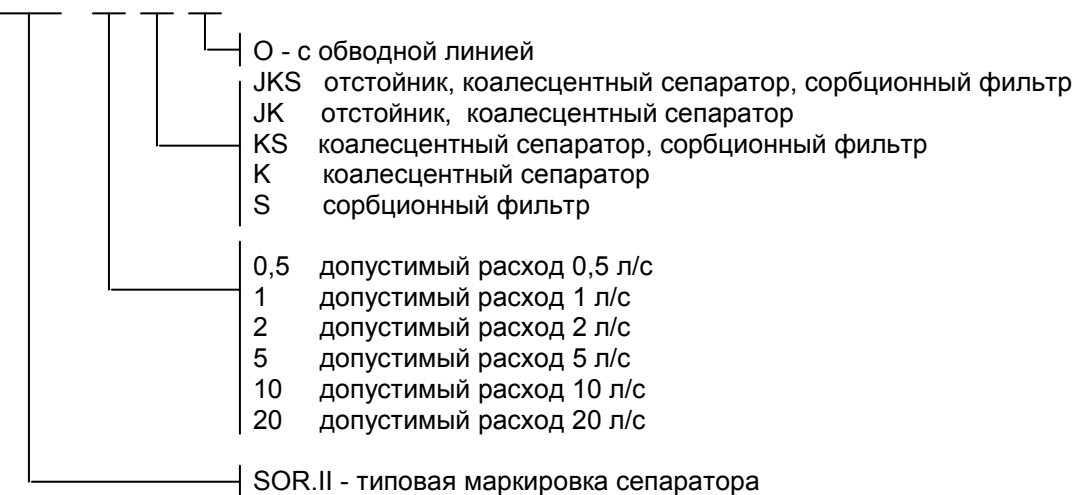 О - с обводной линией
JKS отстойник, коалесцентный сепаратор, сорбционный фильтр
JK отстойник, коалесцентный сепаратор
KS коалесцентный сепаратор, сорбционный фильтр
K коалесцентный сепаратор
S сорбционный фильтр
0,5 допустимый расход 0,5 л/с
1 допустимый расход 1 л/с
2 допустимый расход 2 л/с
5 допустимый расход 5 л/с
10 допустимый расход 10 л/с
20 допустимый расход 20 л/с
SOR.II - типовая маркировка сепаратора